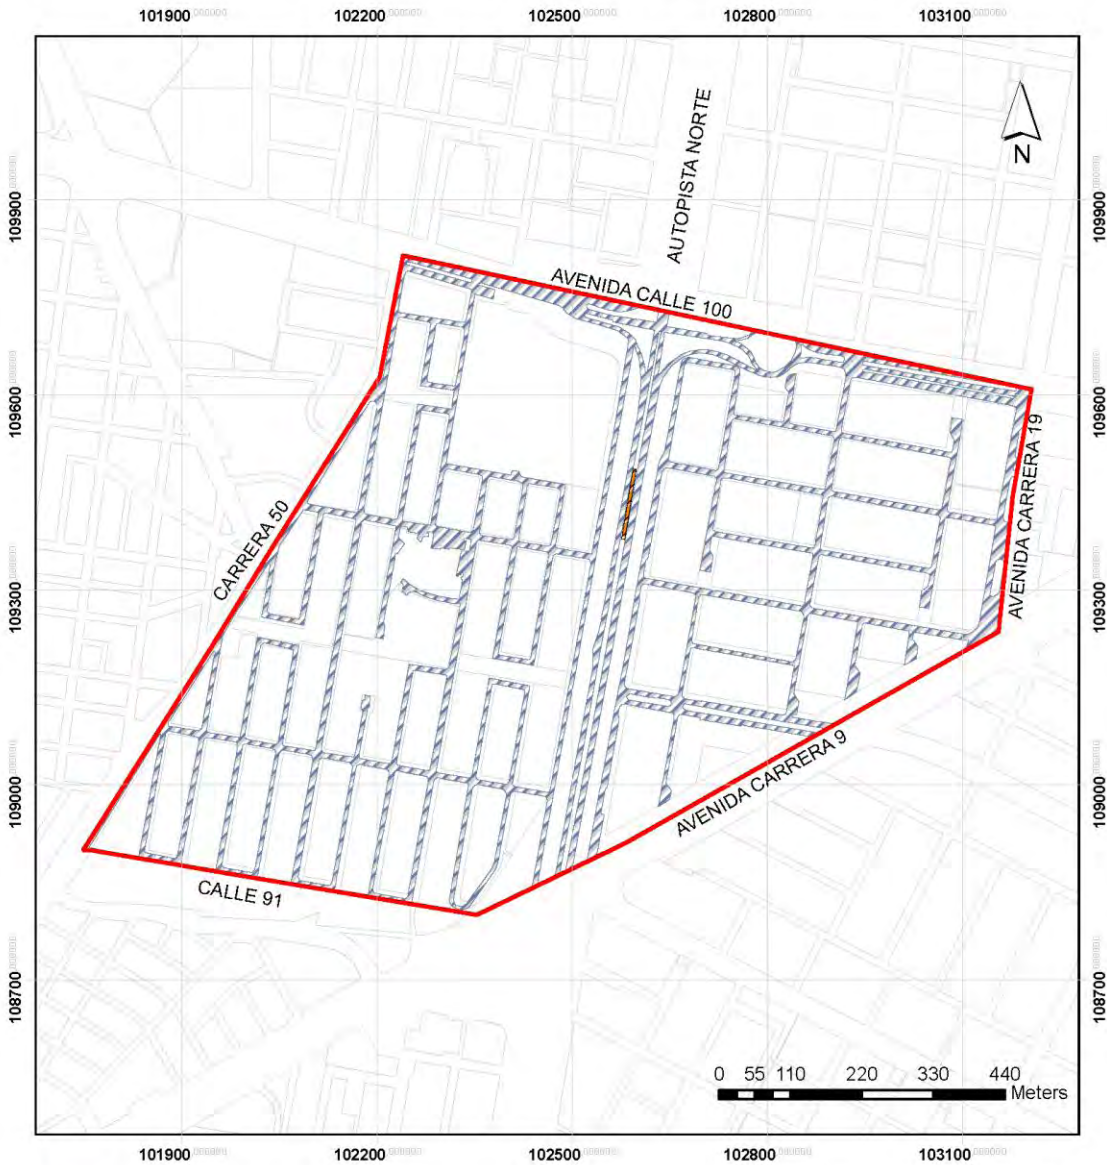 101900 102200 102500 102800 103100
AUTOPISTA NORTE
N
109900 109900
AVENIDA CALLE 100
109600 109600
AVENIDA CARRERA 19
CARRERA 50
109300 109300
AVENIDA CARRERA 9
109000 109000
CALLE 91
108700 108700
0 55 110 220 330 440
Meters
101900 102200 102500 102800 103100